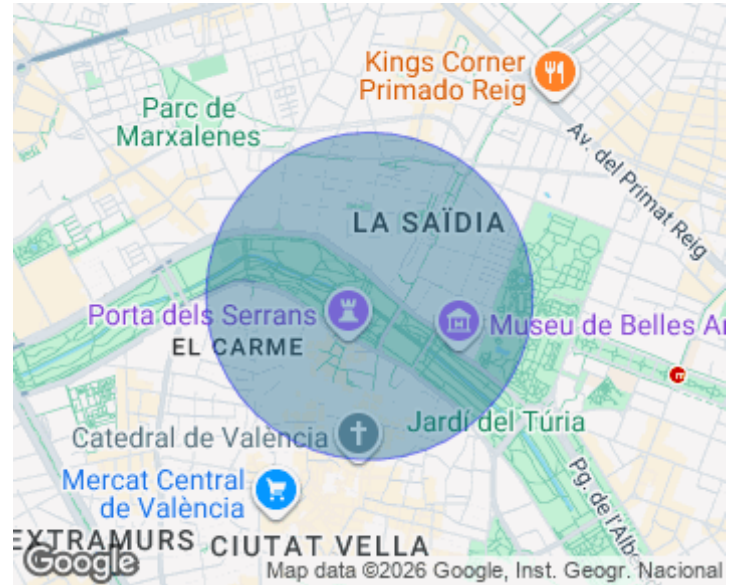 Kings Corner
Primado Reig
Parc de
Marxalenes
Av. del Primat Reig
LA SAÏDIA
Porta dels Serrans
Museu de Belles Ar
EL CARME
m
Jardí del Túria
Catedral de València
Mercat Central
de València
Pg. de l'Albe
EXTRAMURS
CIUTAT VELLA
Google
Map data ©2026 Google, Inst. Geogr. Nacional